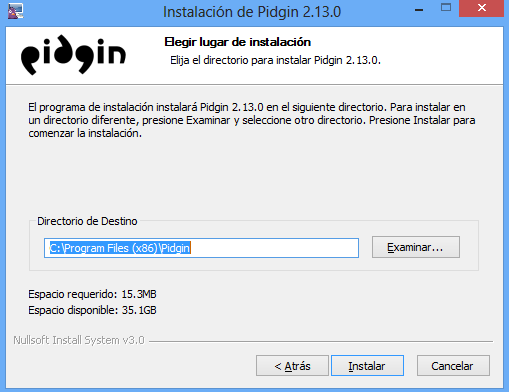 Instalación de Pidgin 2.13.0
pidgin
Elegir lugar de instalación
Elija el directorio para instalar Pidgin 2.13.0.
El programa de instalación instalará Pidgin 2.13.0 en el siguiente directorio. Para instalar en
un directorio diferente, presione Examinar y seleccione otro directorio. Presione Instalar para
comenzar la instalación.
Directorio de Destino
C:\Program Files (x86)\Pidgin
Examinar...
Espacio requerido: 15.3MB
Espacio disponible: 35.1GB
Nullsoft Install System v3.0
< Atrás
Instalar
Cancelar